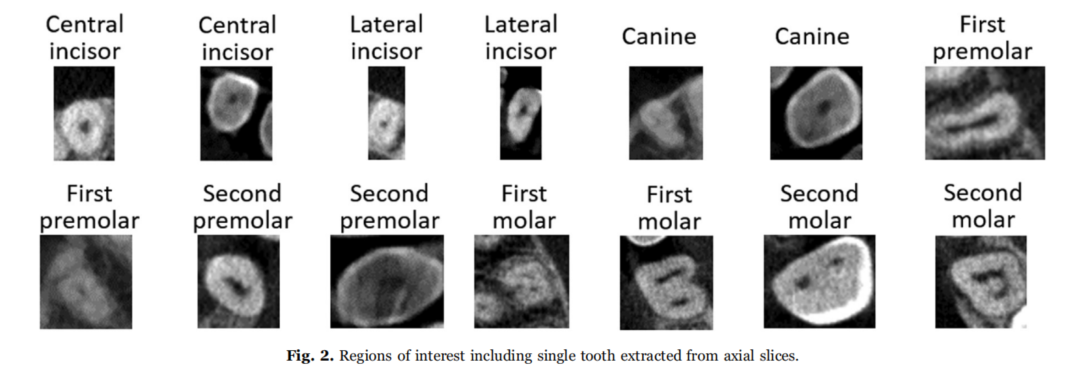 Central
incisor
Central
incisor
Lateral
incisor
Lateral
incisor
Canine
Canine
First
premolar
First
premolar
Second
premolar
Second
premolar
First
molar
First
molar
Second
molar
Second
molar
Fig. 2. Regions of interest including single tooth extracted from axial slices.